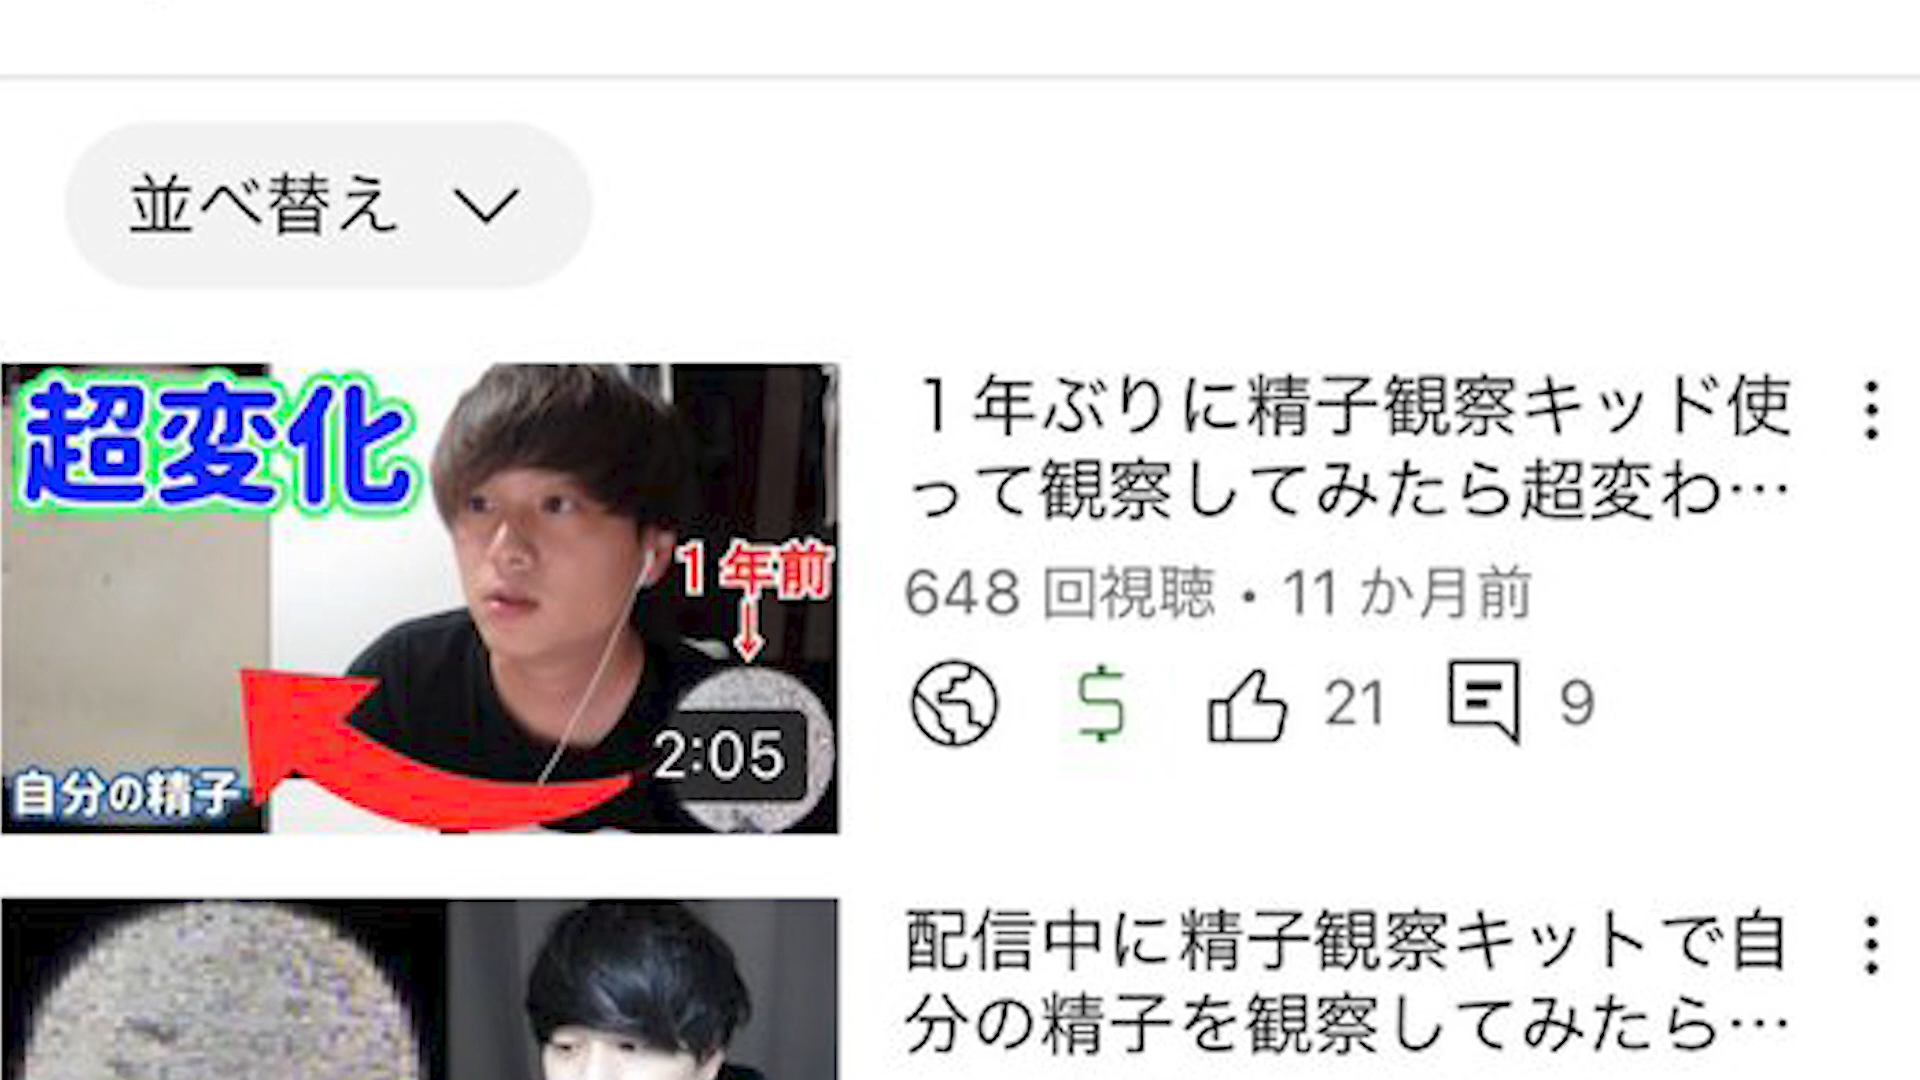 並べ替え
超変化
1年前
2:05
自分の精子
1年ぶりに精子観察キッド使
って観察してみたら超変わ…
648 回視聴・11 か月前
21
9
配信中に精子観察キットで自
分の精子を観察してみたら…